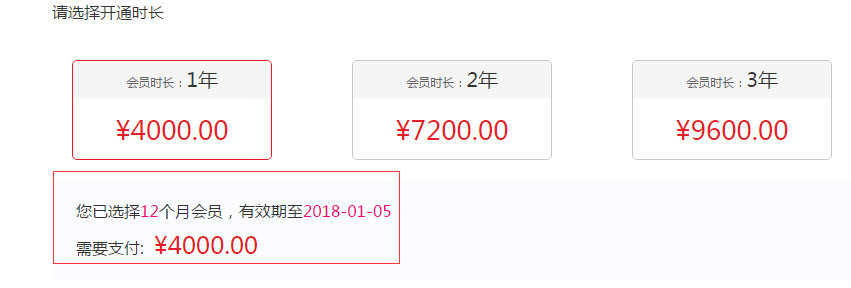 请选择开通时长
会员时长：1年
¥4000.00
会员时长：2年
¥7200.00
会员时长：3年
¥9600.00
您已选择12个月会员，有效期至2018-01-05
需要支付: ¥4000.00